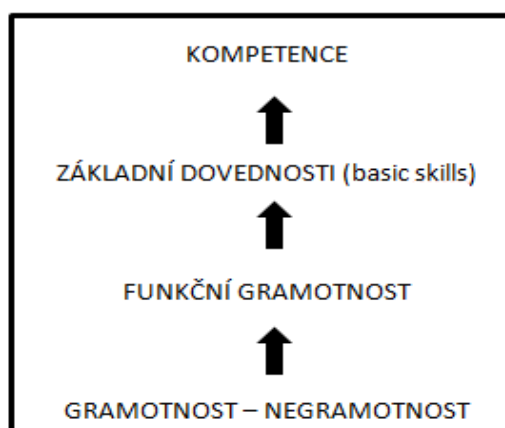 KOMPETENCE
ZÁKLADNÍ DOVEDNOSTI (basic skills)
FUNKČNÍ GRAMOTNOST
GRAMOTNOST – NEGRAMOTNOST